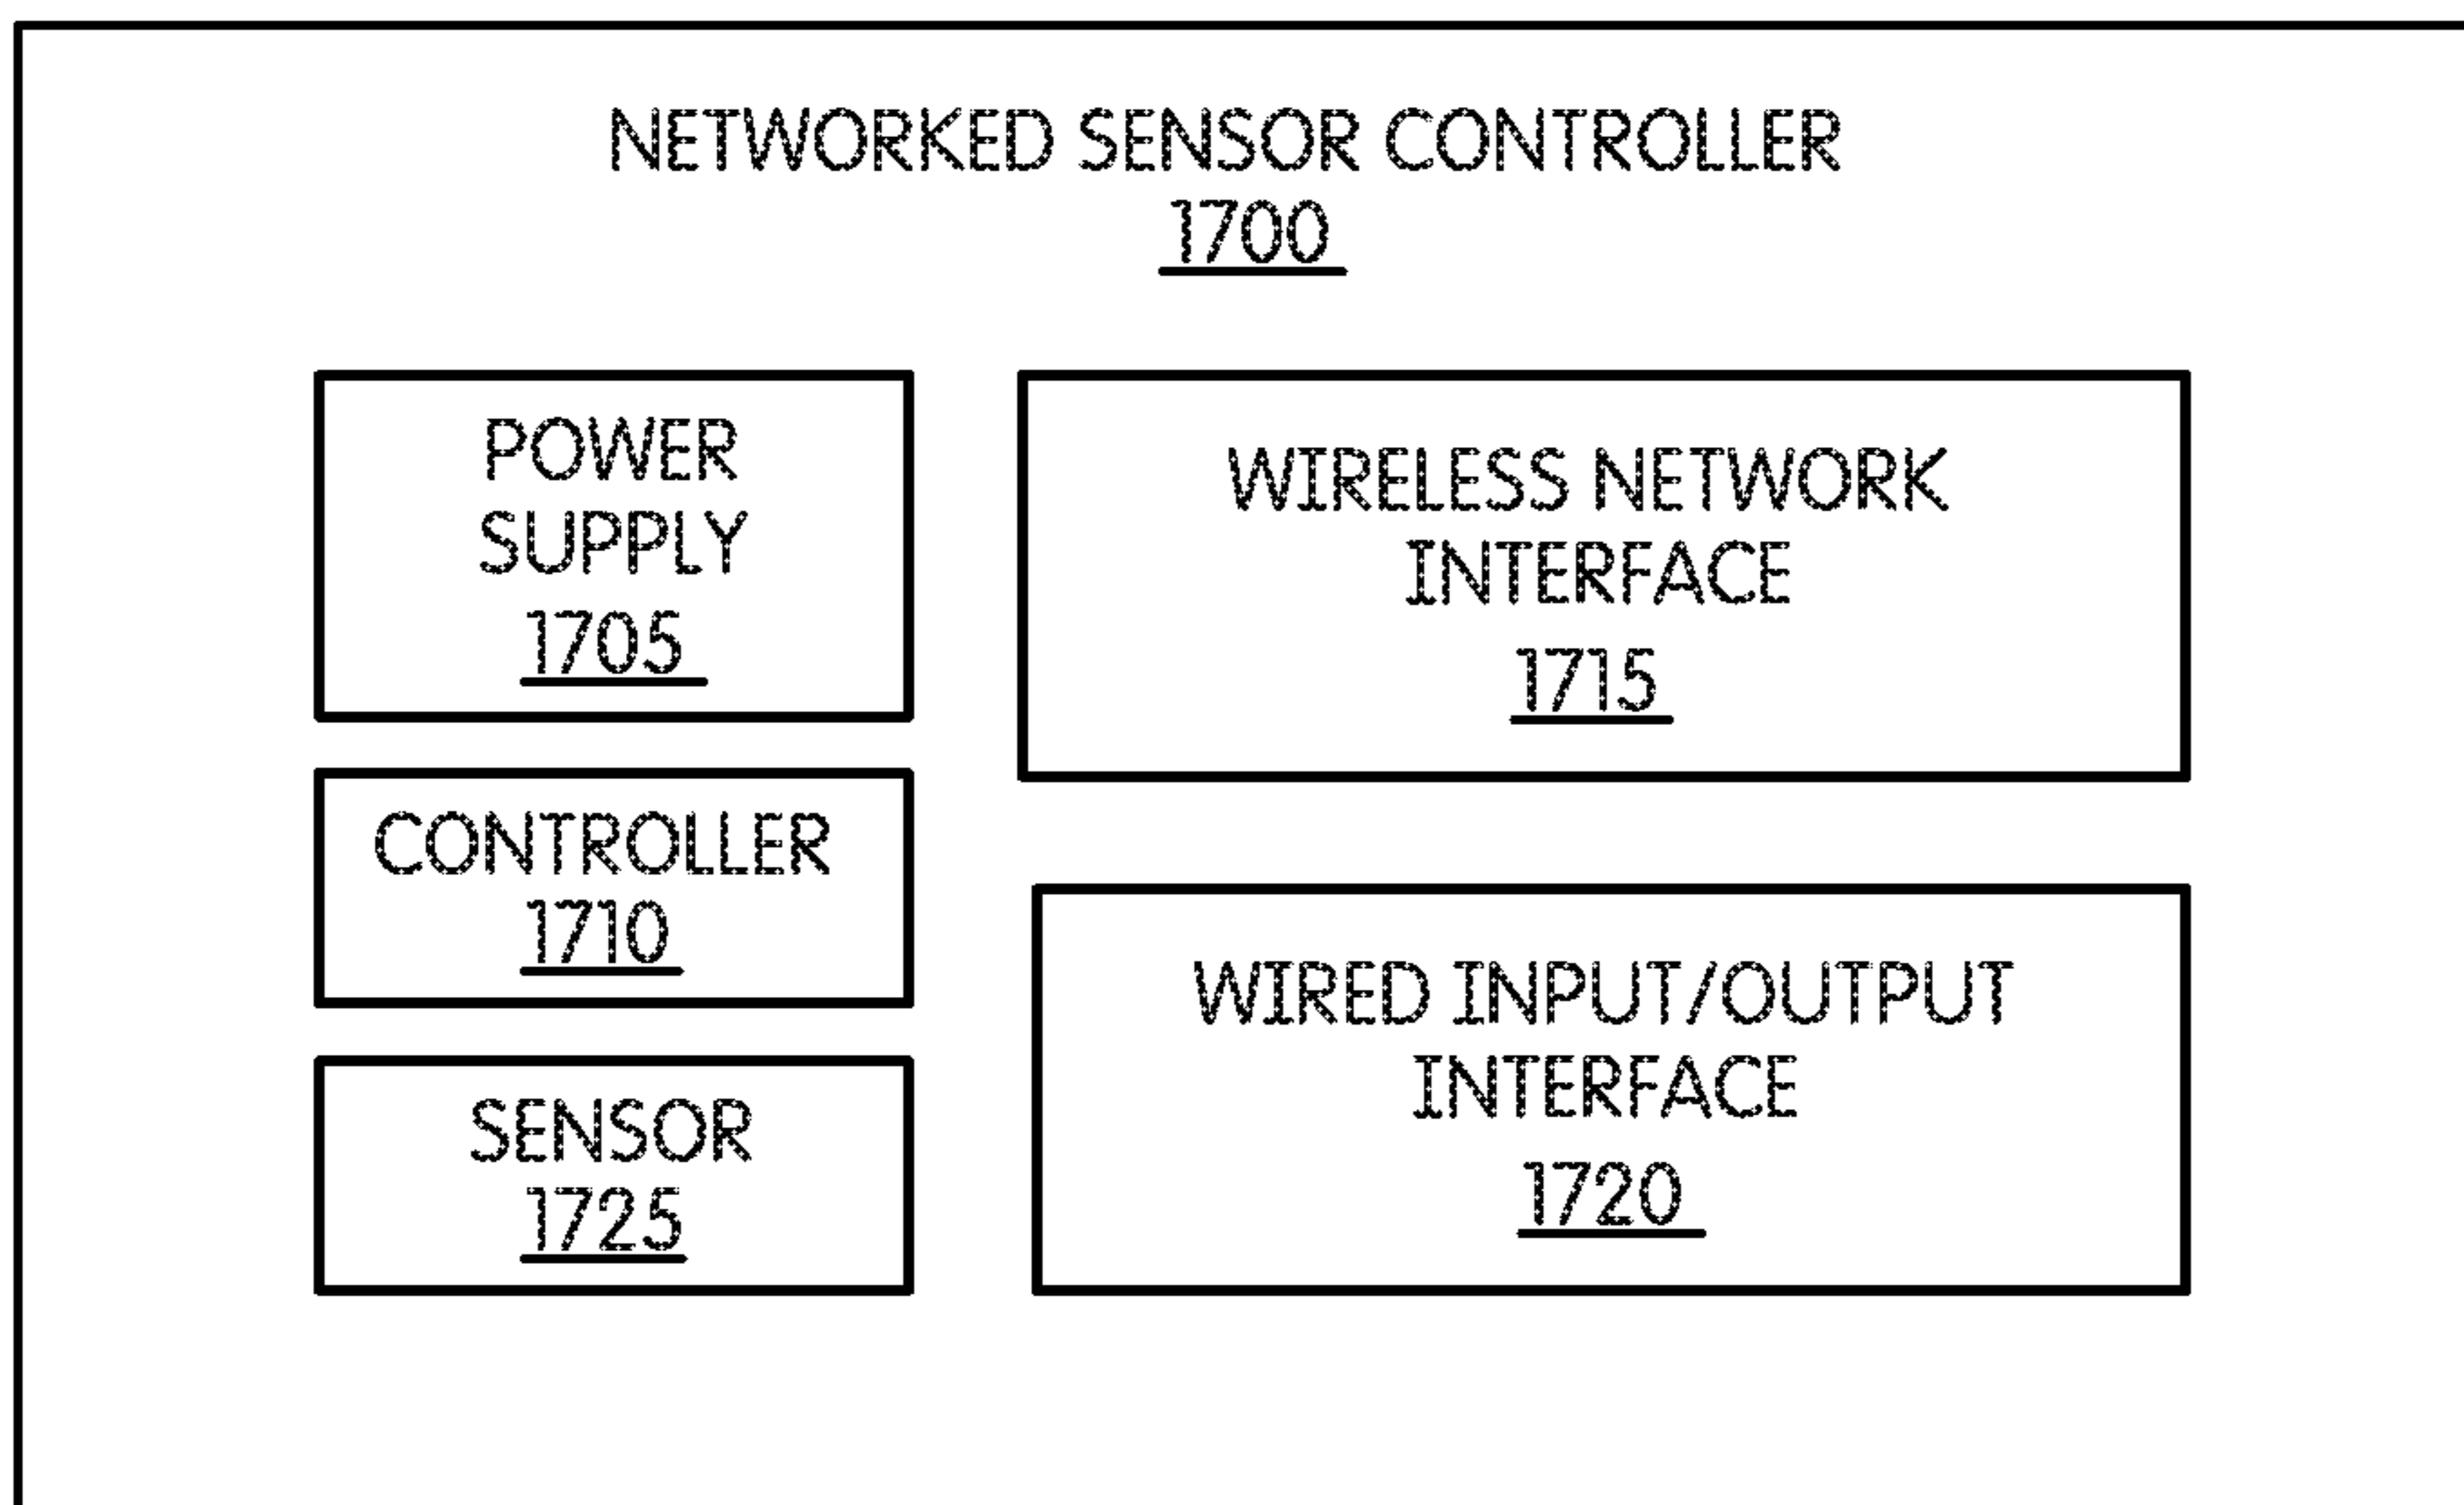 NETWORKED SENSOR CONTROLLER
1700
POWER
SUPPLY
1705
CONTROLLER
1710
SENSOR
1725
WIRELESS NETWORK
INTERFACE
1715
WIRED INPUT/OUTPUT
INTERFACE
1720